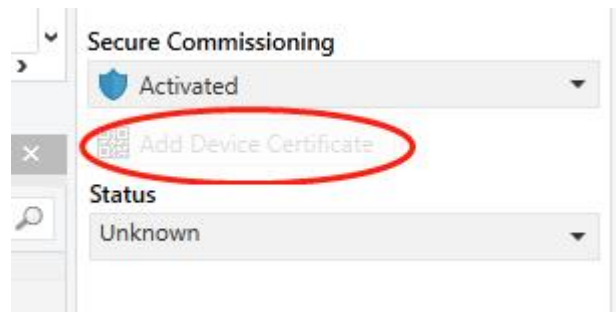 Secure Commissioning
Activated
Add Device Certificate
Status
Unknown